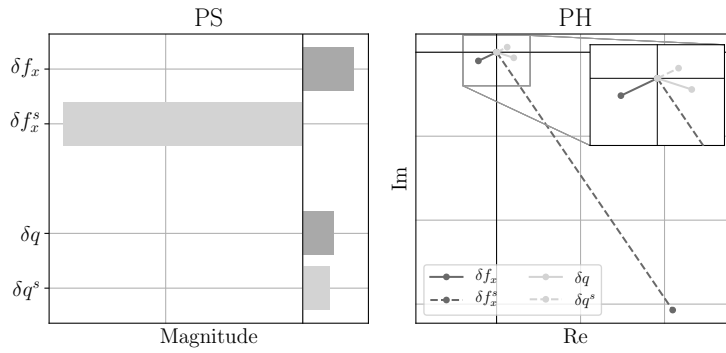 PS
δf_x
δf_x^s
δq
δq^s
Magnitude
PH
Im
δf_x
δf_x^s
δq
δq^s
Re